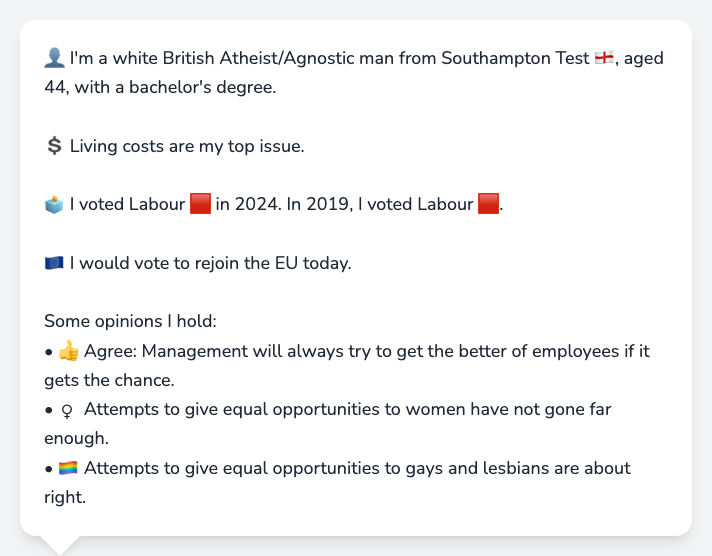 👤 I'm a white British Atheist/Agnostic man from Southampton Test 🏴󠁧󠁢󠁥󠁮󠁧󠁿, aged
44, with a bachelor's degree.
💲 Living costs are my top issue.
🗳️ I voted Labour 🟥 in 2024. In 2019, I voted Labour 🟥.
🇪🇺 I would vote to rejoin the EU today.
Some opinions I hold:
• 👍 Agree: Management will always try to get the better of employees if it
gets the chance.
• ♀ Attempts to give equal opportunities to women have not gone far
enough.
• 🏳️‍🌈 Attempts to give equal opportunities to gays and lesbians are about
right.